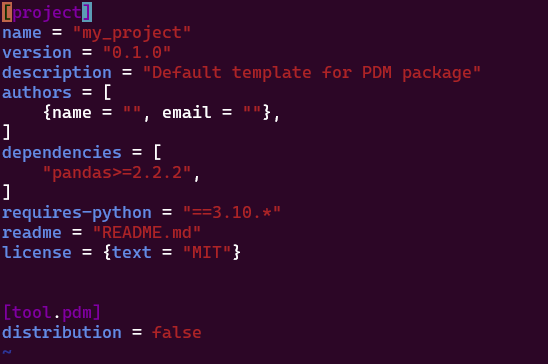 [project]
name = "my_project"
version = "0.1.0"
description = "Default template for PDM package"
authors = [
    {name = "", email = ""},
]
dependencies = [
    "pandas>=2.2.2",
]
requires-python = "==3.10.*"
readme = "README.md"
license = {text = "MIT"}
[tool.pdm]
distribution = false
~